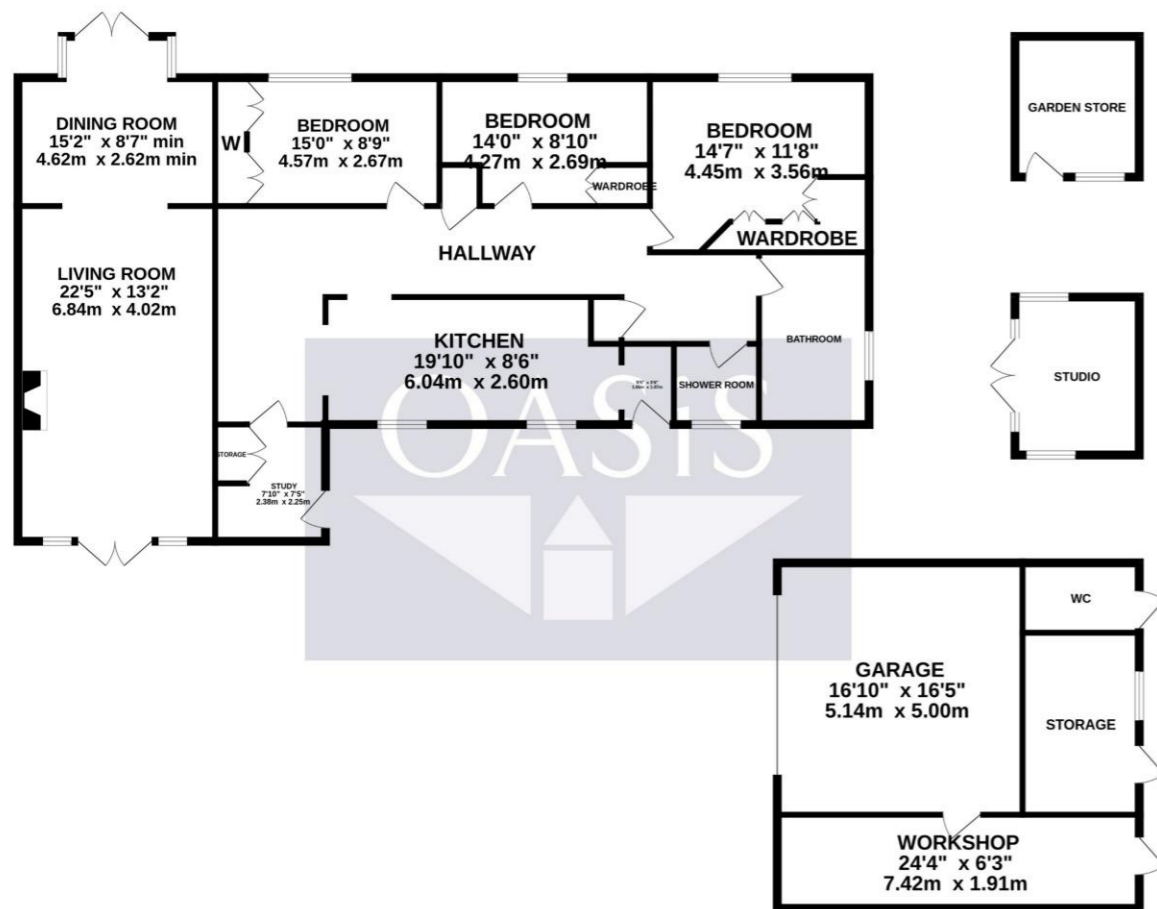 DINING ROOM
15'2" x 8'7" min
4.62m x 2.62m min
W
BEDROOM
15'0" x 8'9"
4.57m x 2.67m
BEDROOM
14'0" x 8'10"
4.27m x 2.69m
WARDROBE
BEDROOM
14'7" x 11'8"
4.45m x 3.56m
WARDROBE
GARDEN STORE
HALLWAY
LIVING ROOM
22'5" x 13'2"
6.84m x 4.02m
KITCHEN
19'10" x 8'6"
6.04m x 2.60m
SHOWER ROOM
BATHROOM
STUDIO
OASiS
STORAGE
STUDY
7'10" x 7'5"
2.38m x 2.25m
GARAGE
16'10" x 16'5"
5.14m x 5.00m
WC
STORAGE
WORKSHOP
24'4" x 6'3"
7.42m x 1.91m